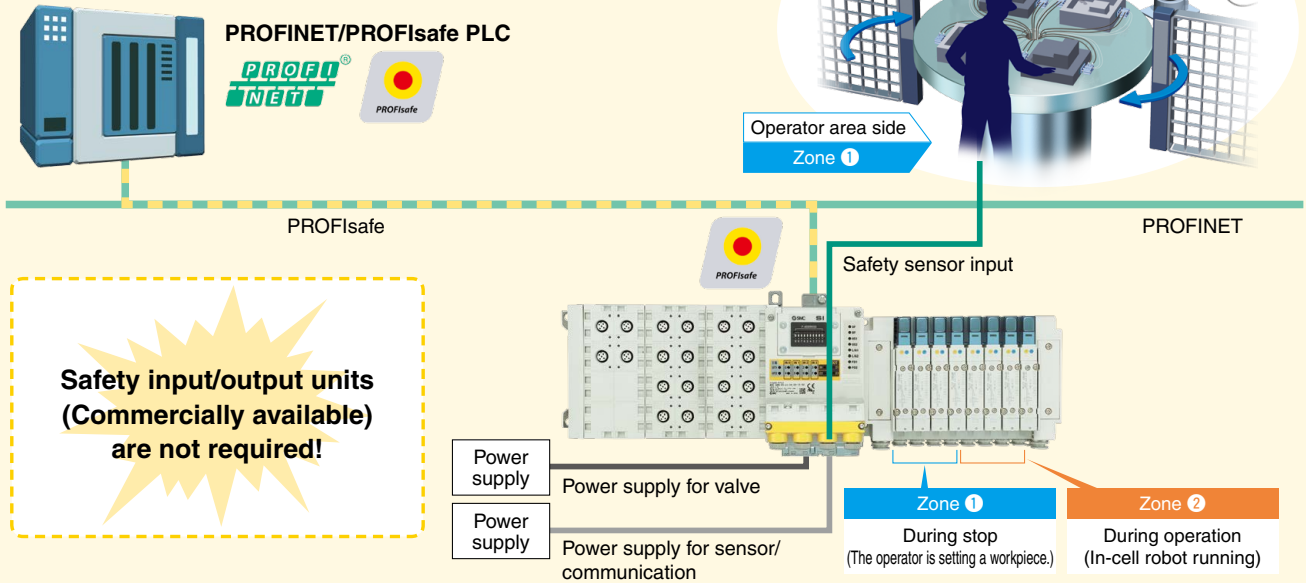 PROFINET/PROFIsafe PLC
PROFI®
NET
PROFIsafe
Operator area side
Zone ❶
PROFIsafe
PROFINET
PROFIsafe
Safety sensor input
Safety input/output units
(Commercially available)
are not required!
Power
supply
Power supply for valve
Power
supply
Power supply for sensor/
communication
Zone ❶
During stop
(The operator is setting a workpiece.)
Zone ❷
During operation
(In-cell robot running)